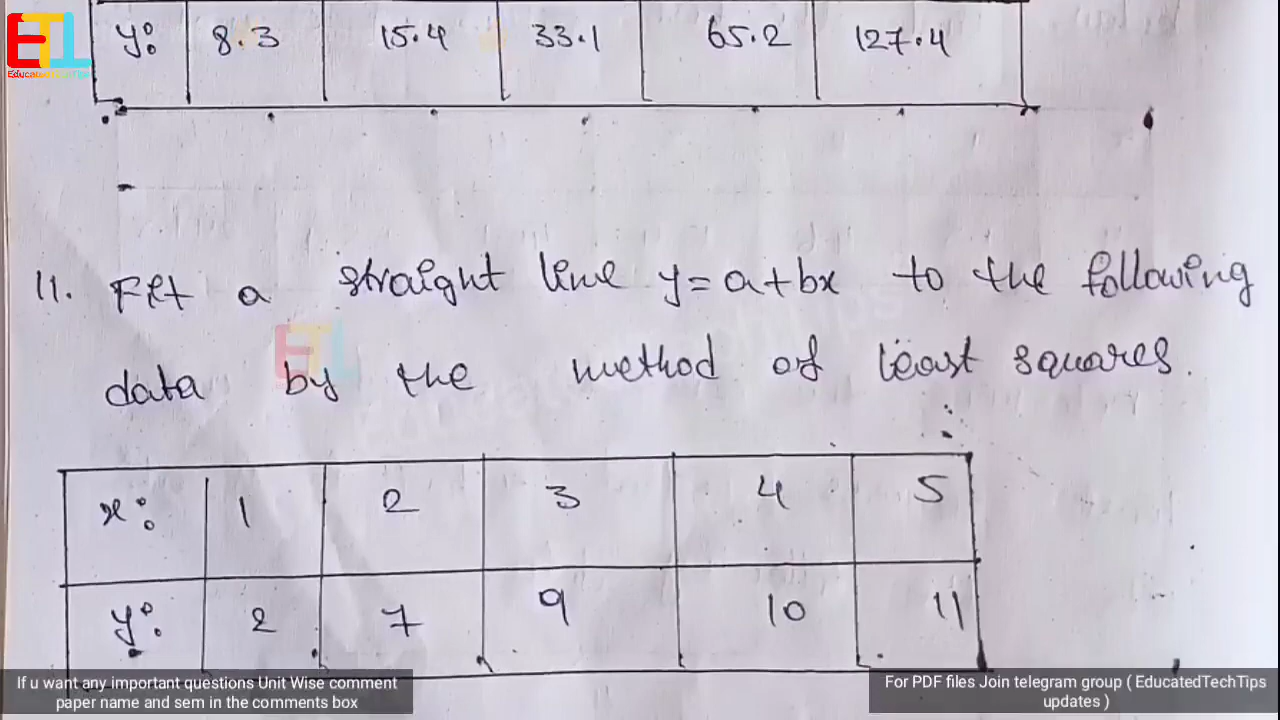 ETL
y: 8.3 15.4 33.1 65.2 127.4
11. Fit a straight line y=a+bx to the following
data by the method of least squares.
x: 1 2 3 4 5
y: 2 7 9 10 11
If u want any important questions Unit Wise comment
paper name and sem in the comments box
For PDF files Join telegram group ( EducatedTechTips
updates )